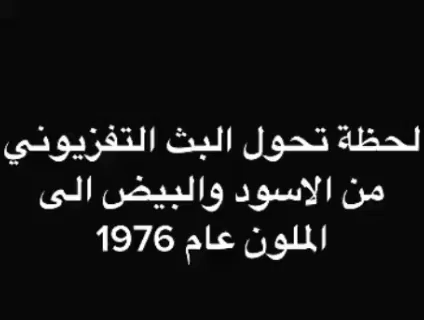 لحظة تحول البث التفزيوني
من الاسود والبيض الى
الملون عام 1976